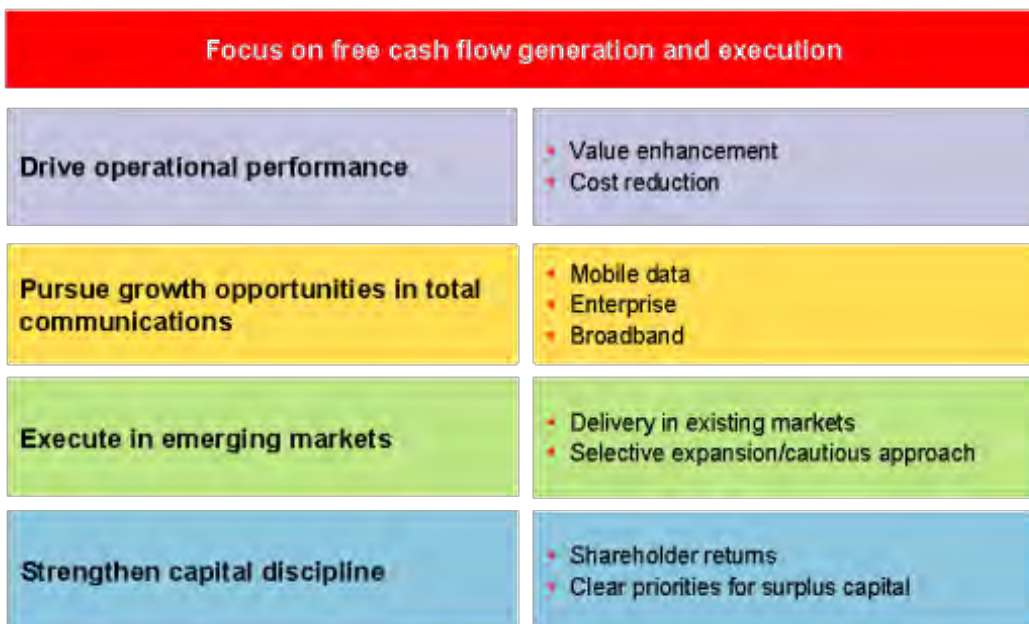 Focus on free cash flow generation and execution
Drive operational performance
• Value enhancement
• Cost reduction
Pursue growth opportunities in total
communications
• Mobile data
• Enterprise
• Broadband
Execute in emerging markets
• Delivery in existing markets
• Selective expansion/cautious approach
Strengthen capital discipline
• Shareholder returns
• Clear priorities for surplus capital